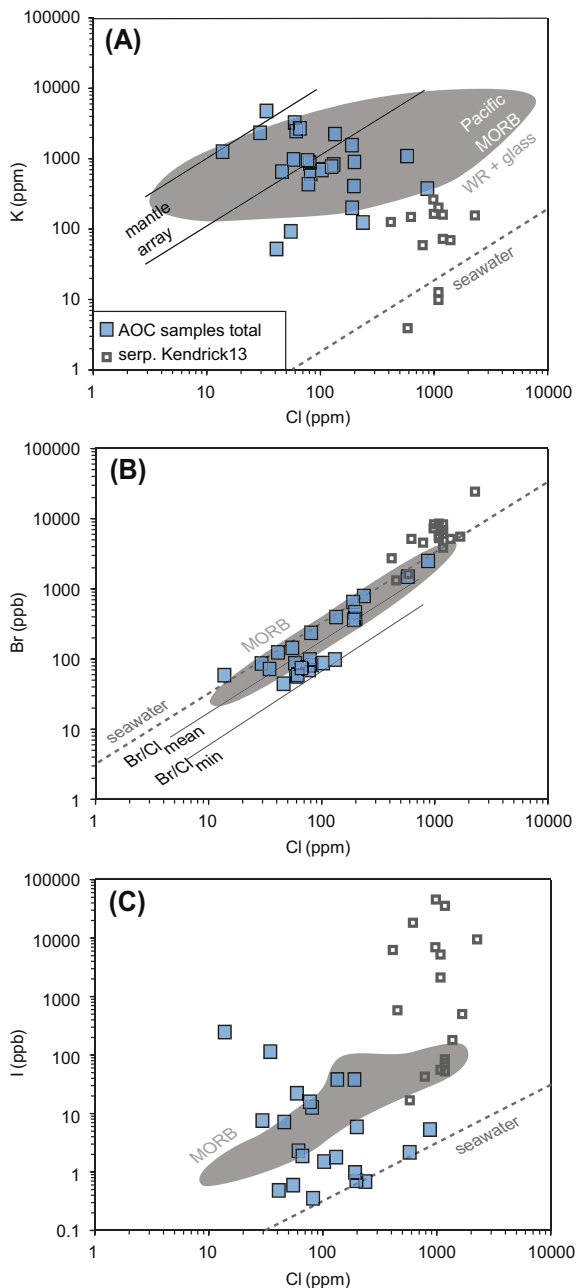 (A)
100000
10000
1000
100
10
1
K (ppm)
Pacific
MORB
WR + glass
mantle
array
seawater
AOC samples total
serp. Kendrick13
1 10 100 1000 10000
Cl (ppm)
(B)
100000
10000
1000
100
10
1
Br (ppb)
MORB
seawater
Br/Cl mean
Br/Cl min
1 10 100 1000 10000
Cl (ppm)
(C)
100000
10000
1000
100
10
1
0.1
I (ppb)
MORB
seawater
1 10 100 1000 10000
Cl (ppm)